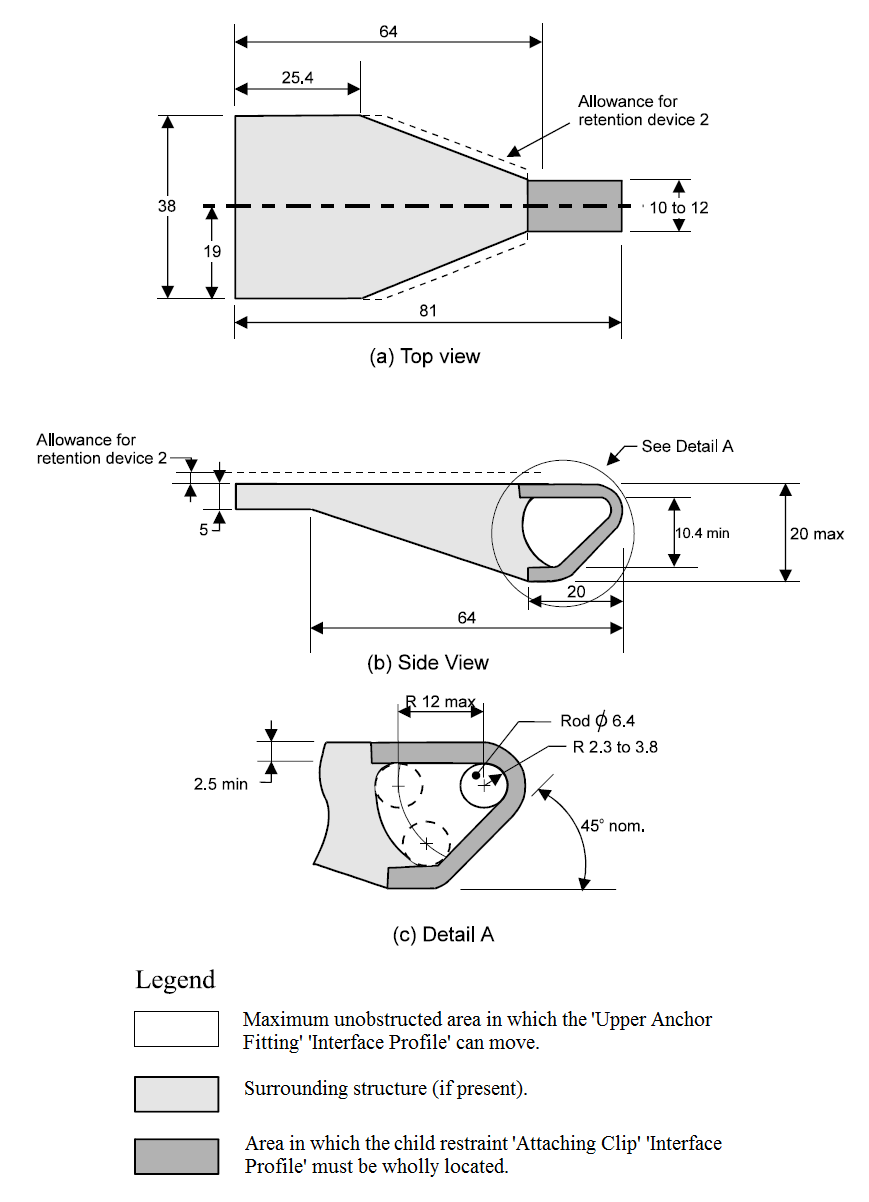 64
25.4
Allowance for
retention device 2
38
19
10 to 12
81
(a) Top view
Allowance for
retention device 2
See Detail A
5
10.4 min
20 max
20
64
(b) Side View
R 12 max
Rod ϕ 6.4
R 2.3 to 3.8
2.5 min
45° nom.
(c) Detail A
Legend
Maximum unobstructed area in which the 'Upper Anchor
Fitting' 'Interface Profile' can move.
Surrounding structure (if present).
Area in which the child restraint 'Attaching Clip' 'Interface
Profile' must be wholly located.